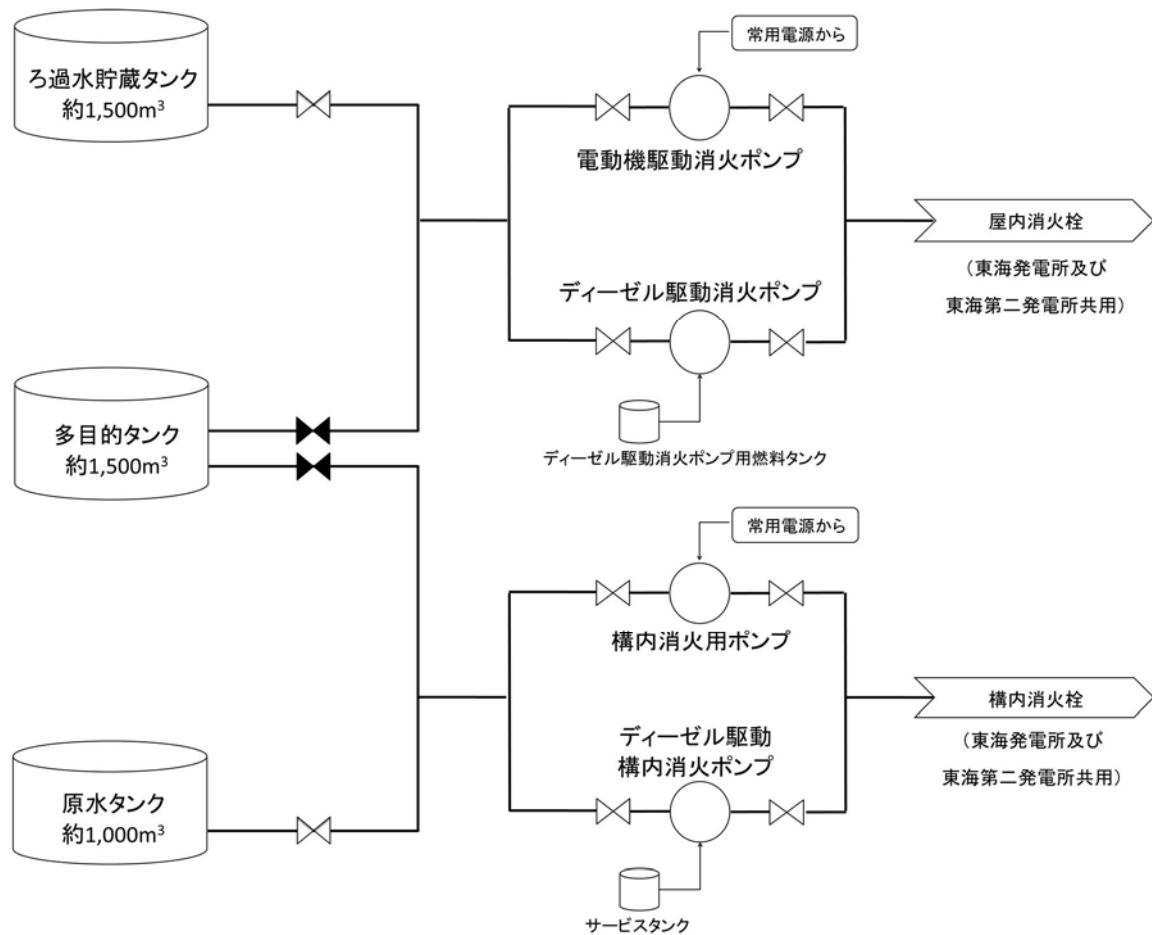 常用電源から
ろ過水貯蔵タンク
約1,500m³
電動機駆動消火ポンプ
屋内消火栓
(東海発電所及び
東海第二発電所共用)
ディーゼル駆動消火ポンプ
多目的タンク
約1,500m³
ディーゼル駆動消火ポンプ用燃料タンク
常用電源から
構内消火用ポンプ
構内消火栓
(東海発電所及び
東海第二発電所共用)
ディーゼル駆動
構内消火ポンプ
原水タンク
約1,000m³
サービスタンク